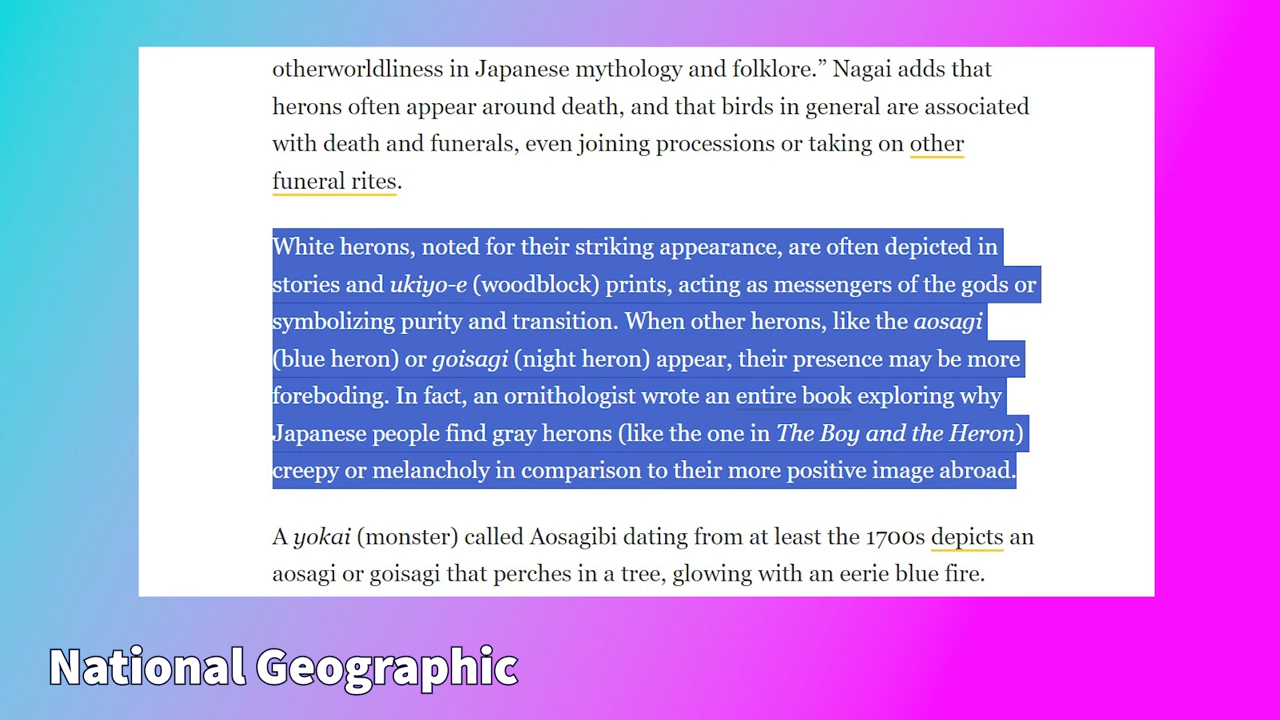 otherworldliness in Japanese mythology and folklore.” Nagai adds that
herons often appear around death, and that birds in general are associated
with death and funerals, even joining processions or taking on other
funeral rites.
White herons, noted for their striking appearance, are often depicted in
stories and ukiyo-e (woodblock) prints, acting as messengers of the gods or
symbolizing purity and transition. When other herons, like the aosagi
(blue heron) or goisagi (night heron) appear, their presence may be more
foreboding. In fact, an ornithologist wrote an entire book exploring why
Japanese people find gray herons (like the one in The Boy and the Heron)
creepy or melancholy in comparison to their more positive image abroad.
A yokai (monster) called Aosagibi dating from at least the 1700s depicts an
aosagi or goisagi that perches in a tree, glowing with an eerie blue fire.
National Geographic